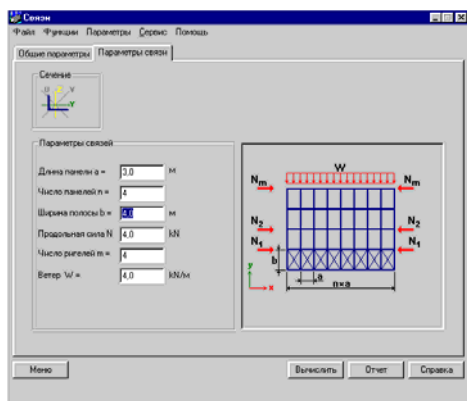 Связи
Файл Функции Параметры Сервис Помощь
Общие параметры Параметры связи
Сечение
U Z V
Y
Параметры связей
Длина панели a = 3,0 м
Число панелей n = 4
Ширина полосы b = 4,0 м
Продольная сила N 4,0 kN
Число ригелей m = 4
Ветер W = 4,0 kN/м
W
Nm Nm
N2 N2
N1 N1
b
y
a
x n×a
Меню Вычислить Отчет Справка